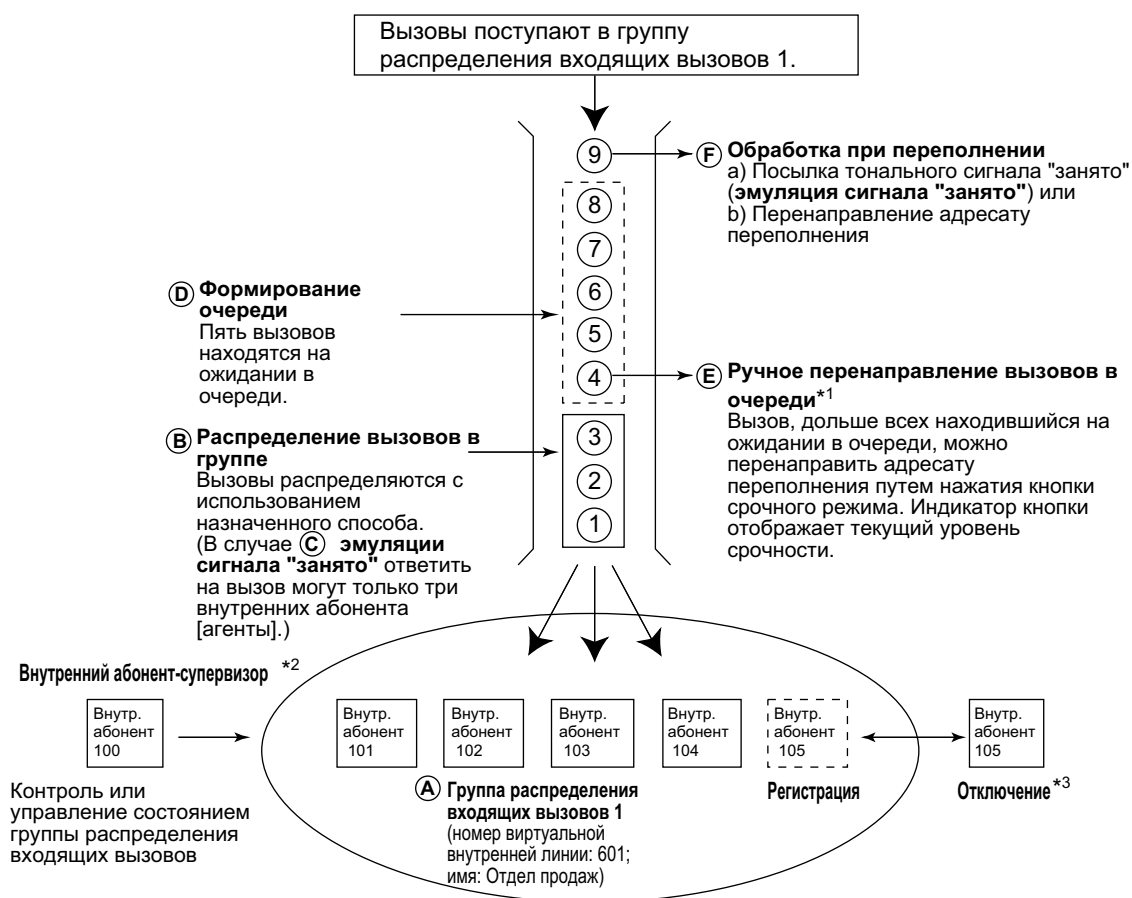 Вызовы поступают в группу
распределения входящих вызовов 1.
9
F Обработка при переполнении
a) Посылка тонального сигнала "занято"
(эмуляция сигнала "занято") или
b) Перенаправление адресату
переполнения
8
7
6
5
4
D Формирование
очереди
Пять вызовов
находятся на
ожидании в
очереди.
E Ручное перенаправление вызовов в
очереди*1
Вызов, дольше всех находившийся на
ожидании в очереди, можно
перенаправить адресату
переполнения путем нажатия кнопки
срочного режима. Индикатор кнопки
отображает текущий уровень
срочности.
B Распределение вызовов в
группе
Вызовы распределяются с
использованием
назначенного способа.
(В случае C эмуляции
сигнала "занято" ответить
на вызов могут только три
внутренних абонента
[агенты].)
3
2
1
Внутренний абонент-супервизор *2
Внутр.
абонент
100
Контроль или
управление состоянием
группы распределения
входящих вызовов
Внутр.
абонент
101
Внутр.
абонент
102
Внутр.
абонент
103
Внутр.
абонент
104
Внутр.
абонент
105
Регистрация
Внутр.
абонент
105
Отключение*3
A Группа распределения
входящих вызовов 1
(номер виртуальной
внутренней линии: 601;
имя: Отдел продаж)